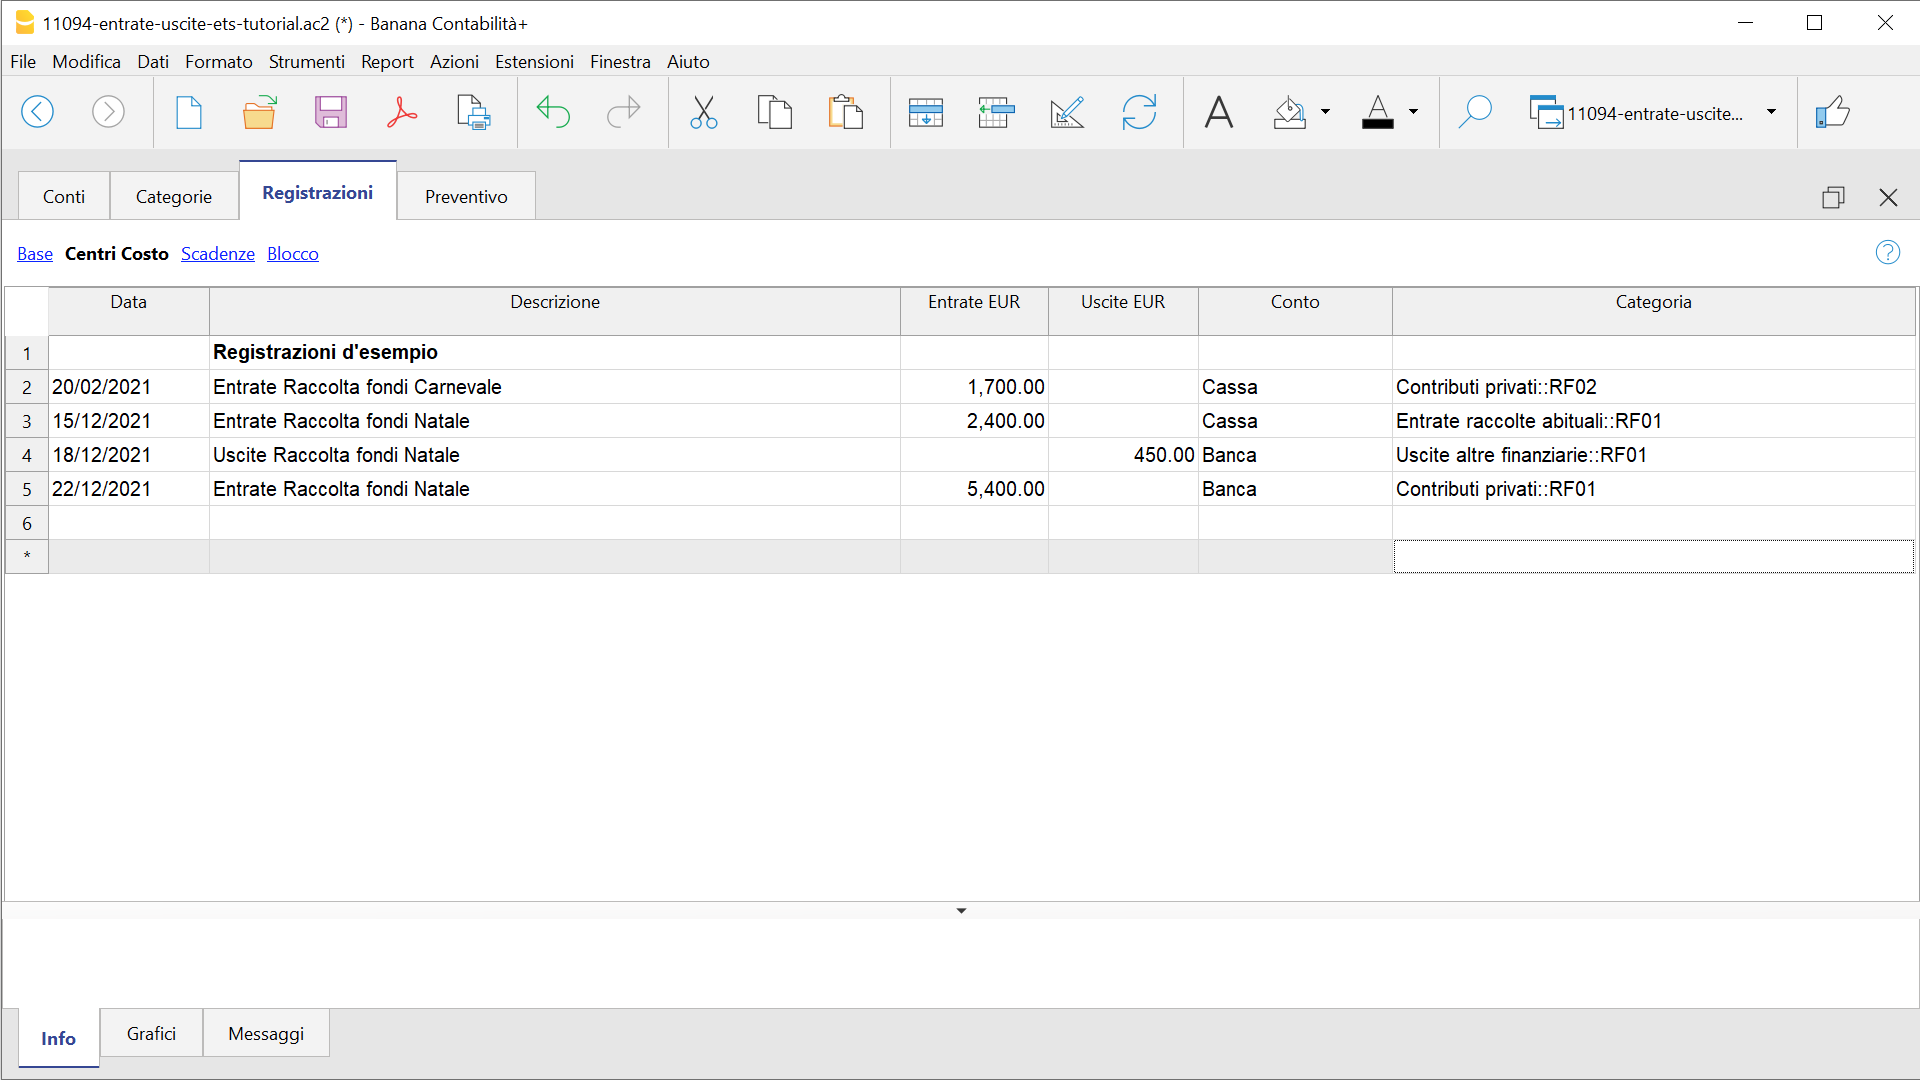 11094-entrate-uscite-ets-tutorial.ac2 (*) - Banana Contabilità+
File Modifica Dati Formato Strumenti Report Azioni Estensioni Finestra Aiuto
11094-entrate-uscite...
Conti Categorie Registrazioni Preventivo
Base Centri Costo Scadenze Blocco ?
Data Descrizione Entrate EUR Uscite EUR Conto Categoria
1 Registrazioni d'esempio
2 20/02/2021 Entrate Raccolta fondi Carnevale 1,700.00 Cassa Contributi privati::RF02
3 15/12/2021 Entrate Raccolta fondi Natale 2,400.00 Cassa Entrate raccolte abituali::RF01
4 18/12/2021 Uscite Raccolta fondi Natale 450.00 Banca Uscite altre finanziarie::RF01
5 22/12/2021 Entrate Raccolta fondi Natale 5,400.00 Banca Contributi privati::RF01
6
*
Info Grafici Messaggi